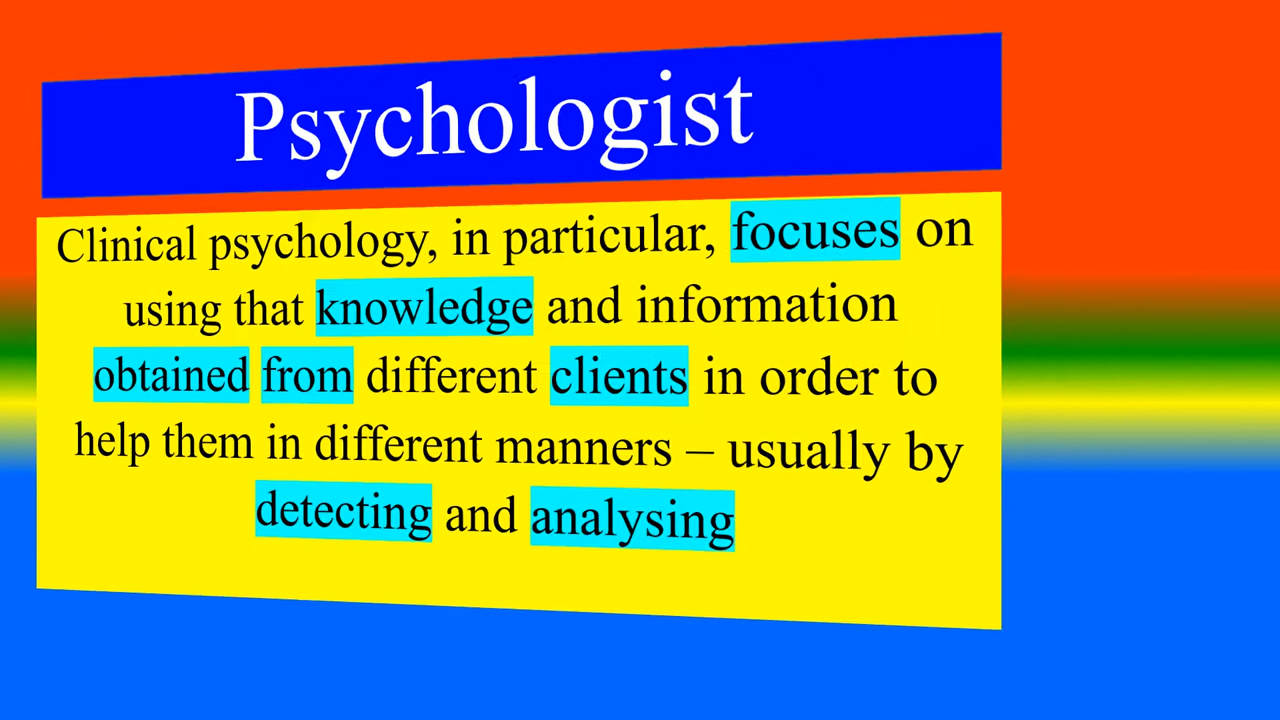 Psychologist
Clinical psychology, in particular, focuses on
using that knowledge and information
obtained from different clients in order to
help them in different manners – usually by
detecting and analysing